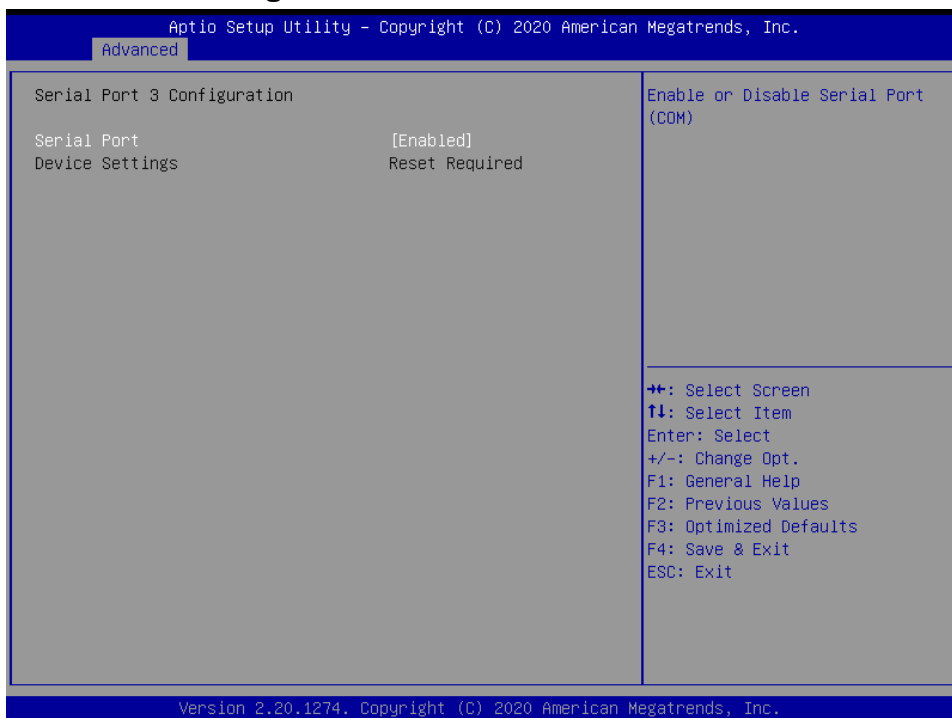 Aptio Setup Utility – Copyright (C) 2020 American Megatrends, Inc.
Advanced
Serial Port 3 Configuration
Serial Port [Enabled]
Device Settings Reset Required
Enable or Disable Serial Port
(COM)
→←: Select Screen
↑↓: Select Item
Enter: Select
+/-: Change Opt.
F1: General Help
F2: Previous Values
F3: Optimized Defaults
F4: Save & Exit
ESC: Exit
Version 2.20.1274. Copyright (C) 2020 American Megatrends, Inc.